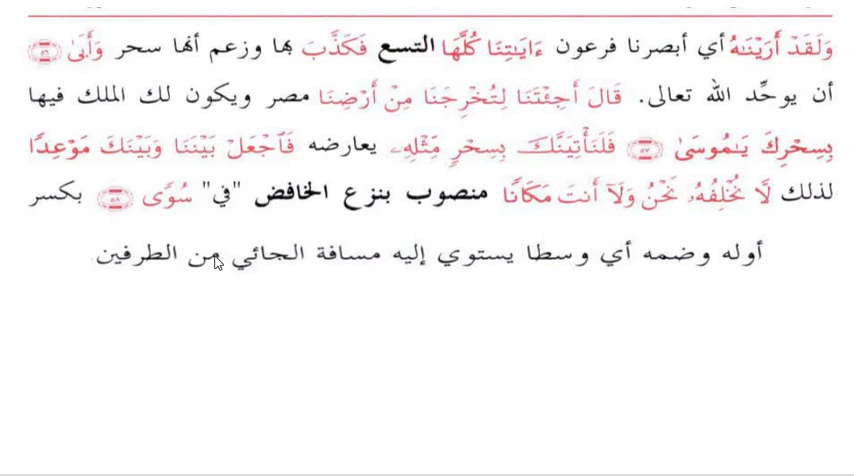 وَلَقَدْ أَرَيْنَٰهُ أي أبصرنا فرعون ءَايَٰتِنَا كُلَّهَا التسع فَكَذَّبَ بها وزعم أنها سحر وَأَبَىٰ ٥٦
أن يوحِّد الله تعالى. قَالَ أَجِئْتَنَا لِتُخْرِجَنَا مِنْ أَرْضِنَا مصر ويكون لك الملك فيها
بِسِحْرِكَ يَٰمُوسَىٰ ٥٧ فَلَنَأْتِيَنَّكَ بِسِحْرٍ مِّثْلِهِۦ يعارضه فَٱجْعَلْ بَيْنَنَا وَبَيْنَكَ مَوْعِدًا
لذلك لَّا نُخْلِفُهُۥ نَحْنُ وَلَآ أَنتَ مَكَانًا منصوب بنزع الخافض "في" سُوًى ٥٨ بكسر
أوله وضمه أي وسطا يستوي إليه مسافة الجائي من الطرفين